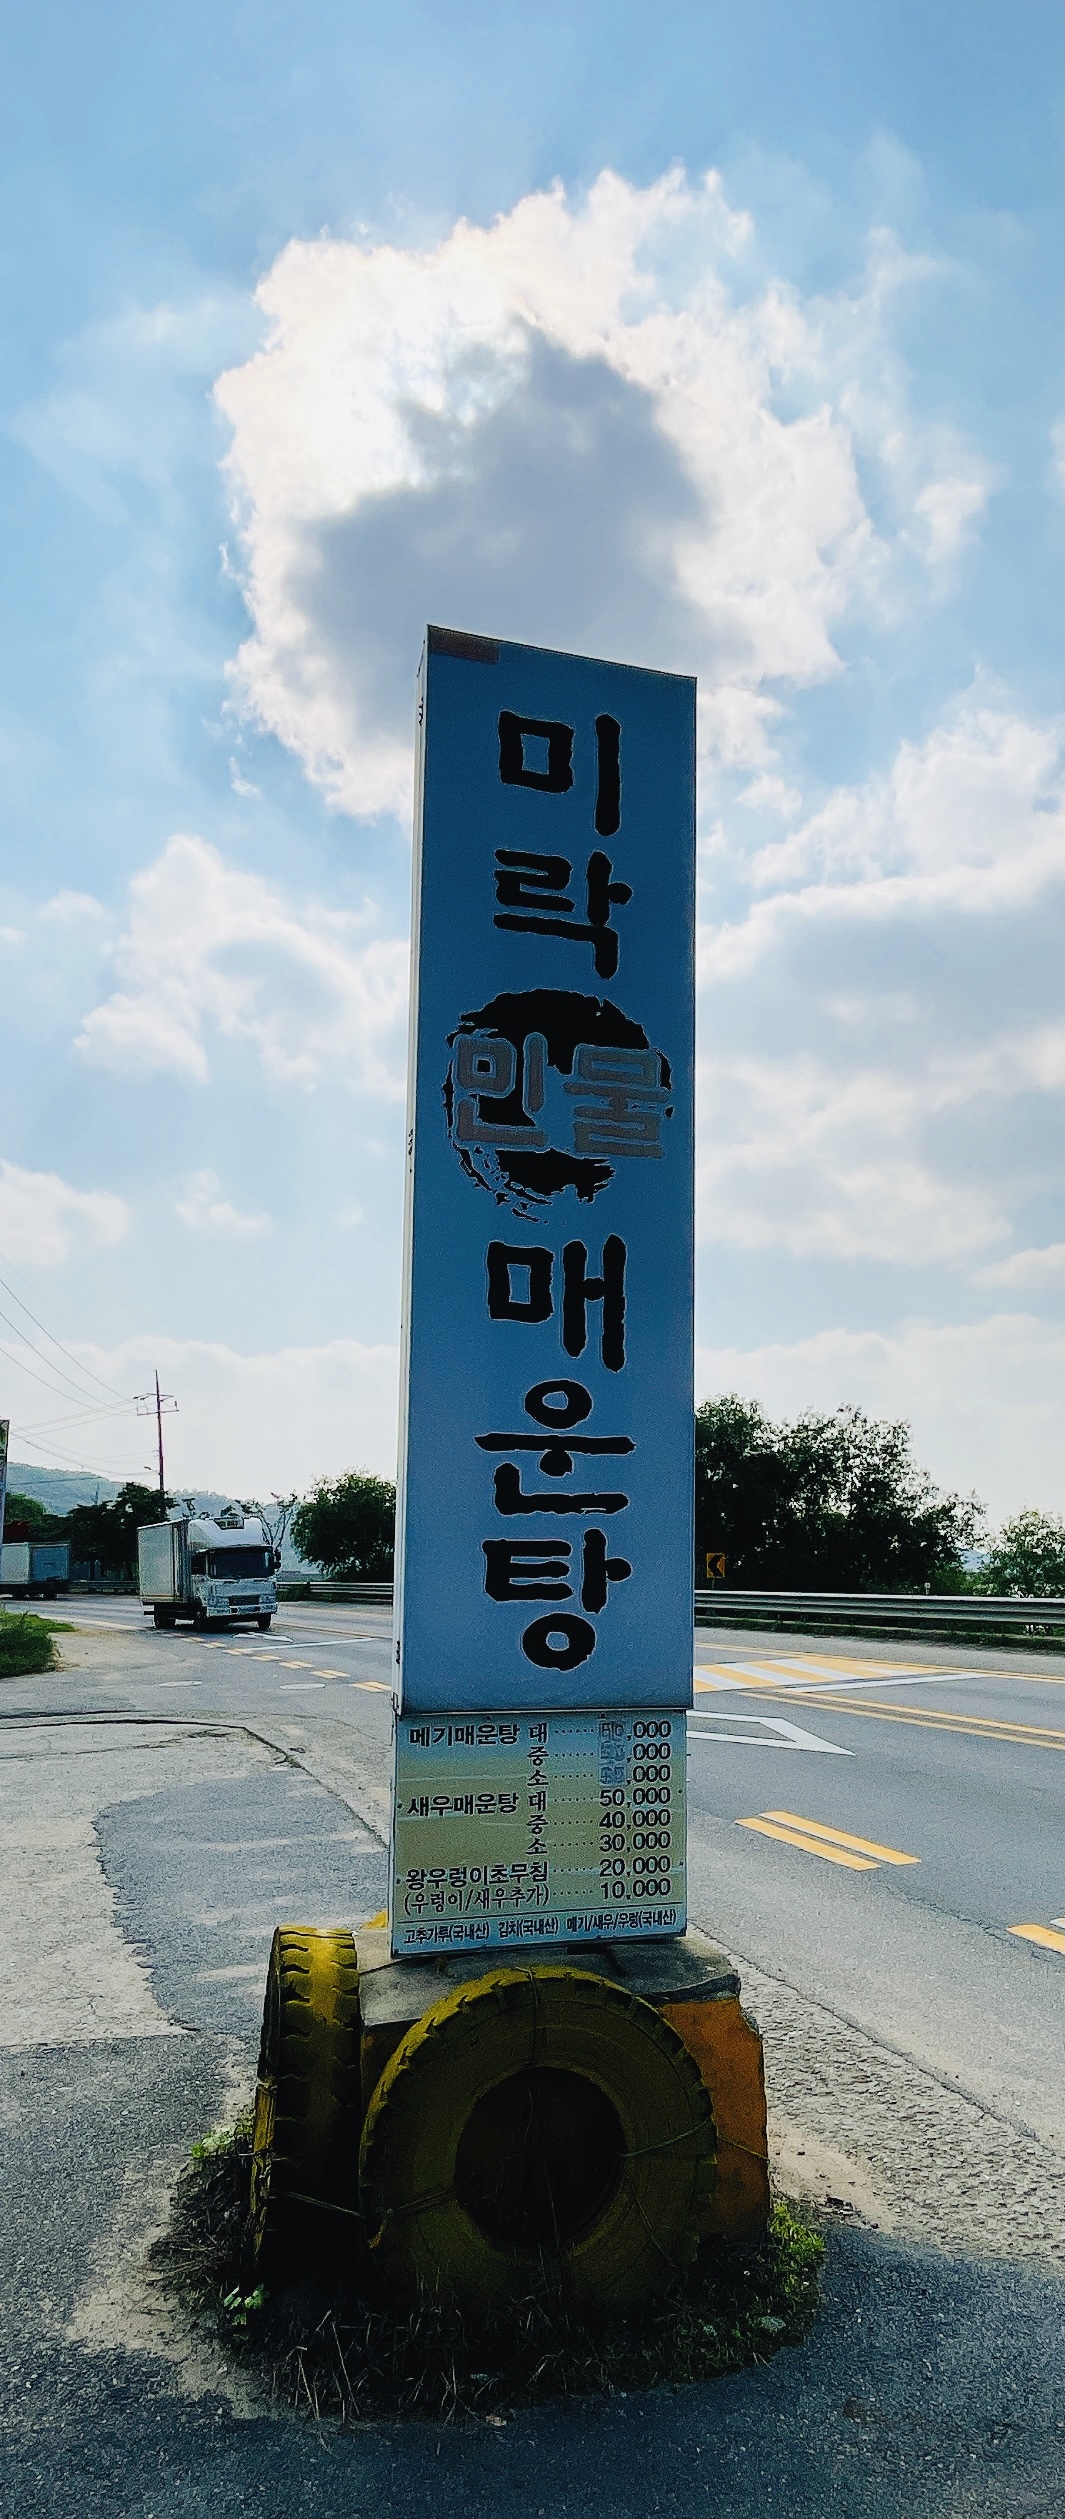 미
락
민물
매
운
탕
메기매운탕 대 ,000
중 ,000
소 ,000
새우매운탕 대 50,000
중 40,000
소 30,000
왕우렁이초무침 20,000
(우렁이/새우추가) 10,000
고추가루(국내산) 김치(국내산) 메기/새우/우렁(국내산)